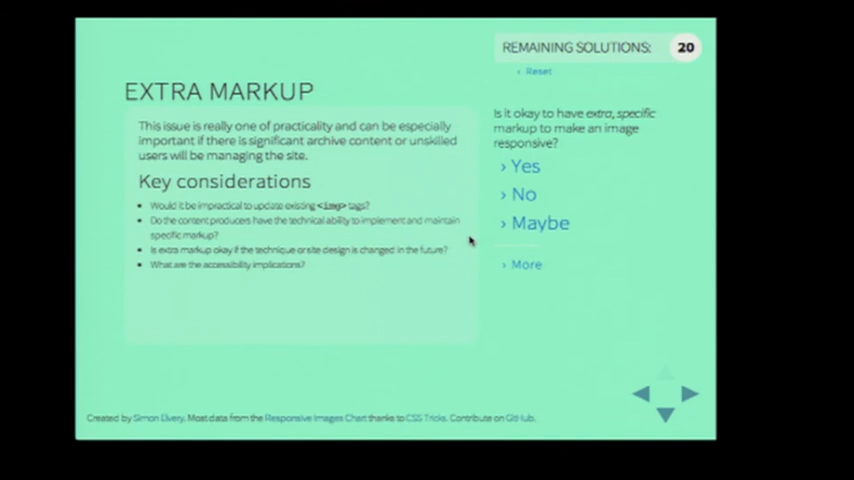 REMAINING SOLUTIONS: 20
› Reset
EXTRA MARKUP
This issue is really one of practicality and can be especially
important if there is significant archive content or unskilled
users will be managing the site.
Key considerations
• Would it be impractical to update existing <img> tags?
• Do the content producers have the technical ability to implement and maintain
specific markup?
• Is extra markup okay if the technique or site design is changed in the future?
• What are the accessibility implications?
Is it okay to have extra, specific
markup to make an image
responsive?
› Yes
› No
› Maybe
› More
Created by Simon Elvery. Most data from the Responsive Images Chart thanks to CSS Tricks. Contribute on GitHub.